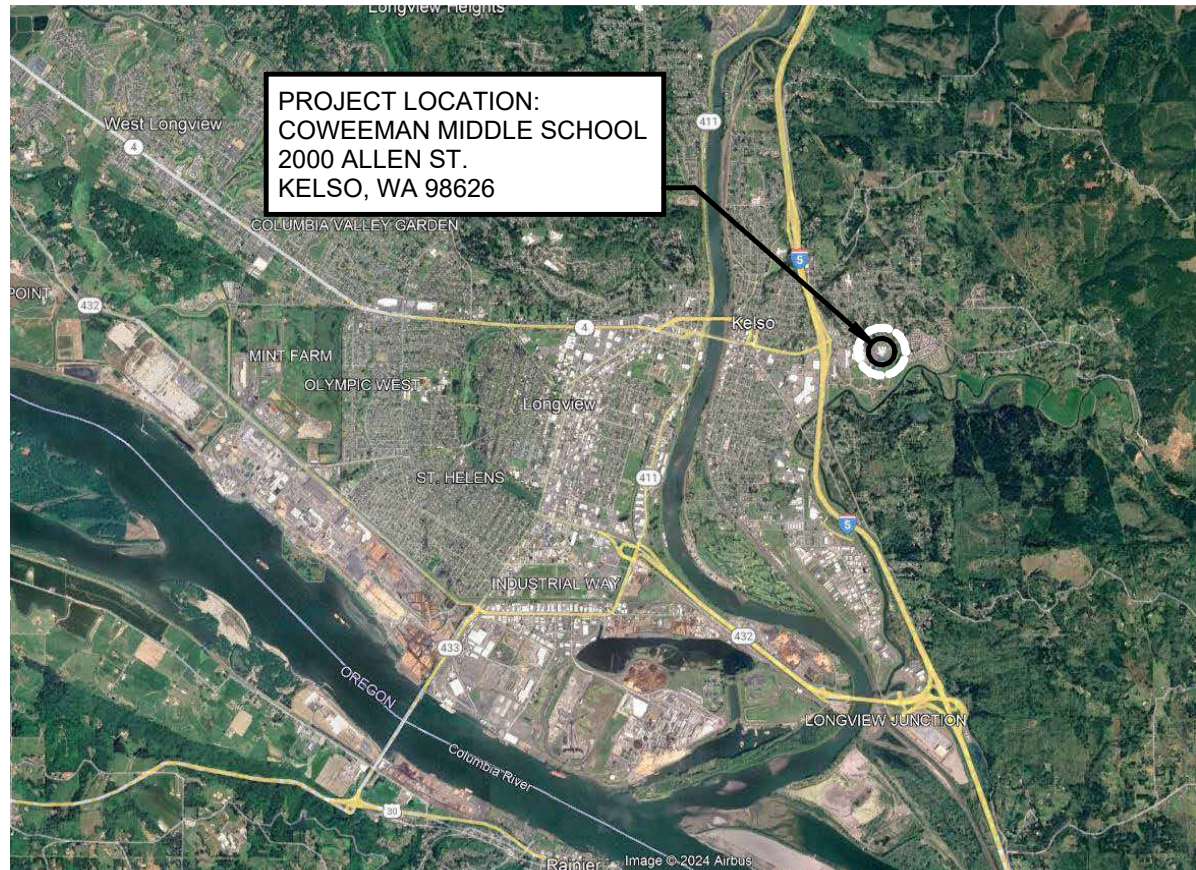 Longview Heights
PROJECT LOCATION:
COWEEMAN MIDDLE SCHOOL
2000 ALLEN ST.
KELSO, WA 98626
411
West Longview
4
COLUMBIA VALLEY GARDEN
5
POINT
432
4
Kelso
MINT FARM
OLYMPIC WEST
Longview
ST. HELENS
411
5
INDUSTRIAL WAY
432
433
OREGON
LONGVIEW JUNCTION
Columbia River
30
Rainier
Image © 2024 Airbus